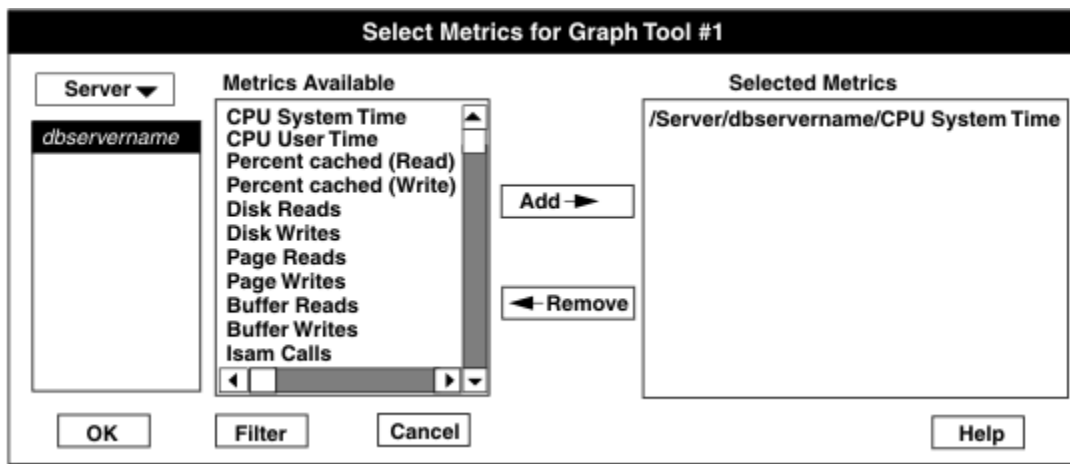 Select Metrics for Graph Tool #1
Server
Metrics Available
Selected Metrics
dbservername
CPU System Time
CPU User Time
Percent cached (Read)
Percent cached (Write)
Disk Reads
Disk Writes
Page Reads
Page Writes
Buffer Reads
Buffer Writes
Isam Calls
Add
Remove
/Server/dbservername/CPU System Time
OK
Filter
Cancel
Help